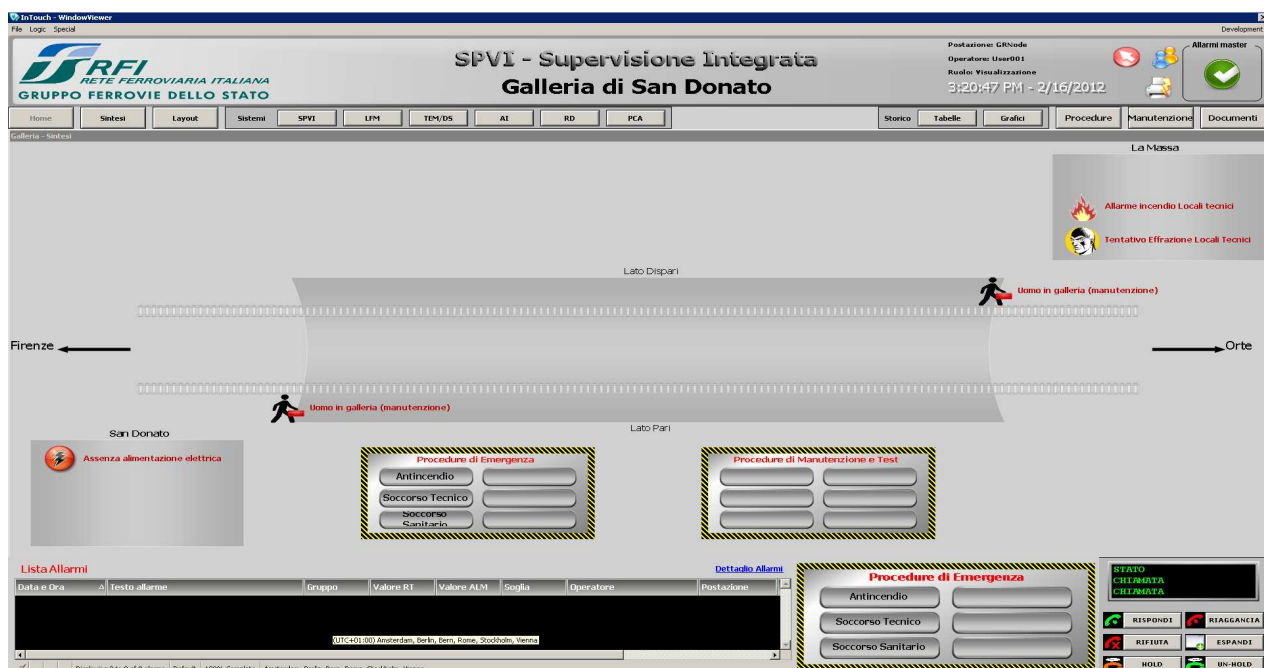 InTouch - WindowViewer
File Logic Special
Development
RFI
RETE FERROVIARIA ITALIANA
GRUPPO FERROVIE DELLO STATO
SPVI - Supervisione Integrata
Galleria di San Donato
Postazione: GRNode
Operatore: User001
Ruolo: Visualizzazione
3:20:47 PM - 2/16/2012
Allarmi master
Home Sintesi Layout Sistemi SPVI LFM TEM/DS AI RD PCA Storico Tabelle Grafici Procedure Manutenzione Documenti
Galleria - Sintesi
La Massa
Allarme incendio Locali tecnici
Tentativo Effrazione Locali Tecnici
Lato Dispari
Uomo in galleria (manutenzione)
Firenze
Orte
Uomo in galleria (manutenzione)
Lato Pari
San Donato
Assenza alimentazione elettrica
Procedure di Emergenza
Antincendio
Soccorso Tecnico
Soccorso
Sanitario
Procedure di Manutenzione e Test
Lista Allarmi
Dettaglio Allarmi
Data e Ora Testo allarme Gruppo Valore RT Valore ALM Soglia Operatore Postazione
(UTC+01:00) Amsterdam, Berlin, Bern, Rome, Stockholm, Vienna
Procedure di Emergenza
Antincendio
Soccorso Tecnico
Soccorso Sanitario
STATO
CHIAMATA
CHIAMATA
RISPONDI RIAGGANCIA
RIFIUTA ESPANDI
HOLD UN-HOLD